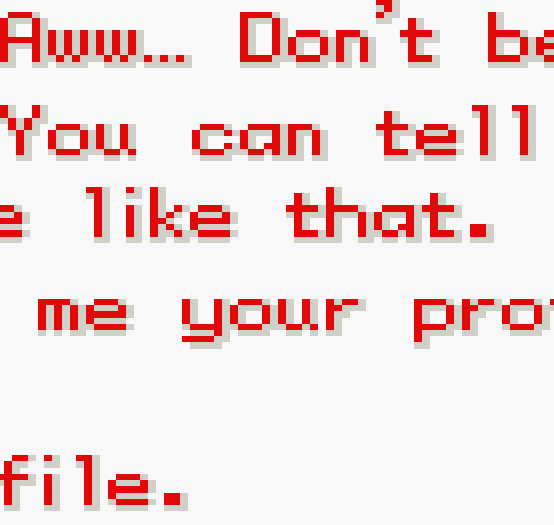 Aww… Don't be
You can tell
e like that.
me your pro
file.